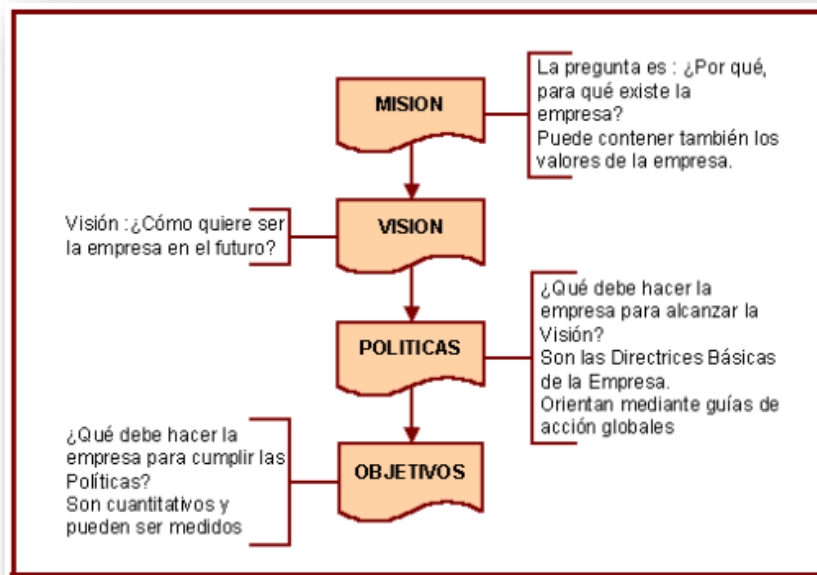 MISION
La pregunta es : ¿Por qué,
para qué existe la
empresa?
Puede contener también los
valores de la empresa.
Visión :¿Cómo quiere ser
la empresa en el futuro?
VISION
POLITICAS
¿Qué debe hacer la
empresa para alcanzar la
Visión?
Son las Directrices Básicas
de la Empresa.
Orientan mediante guías de
acción globales
¿Qué debe hacer la
empresa para cumplir las
Políticas?
Son cuantitativos y
pueden ser medidos
OBJETIVOS